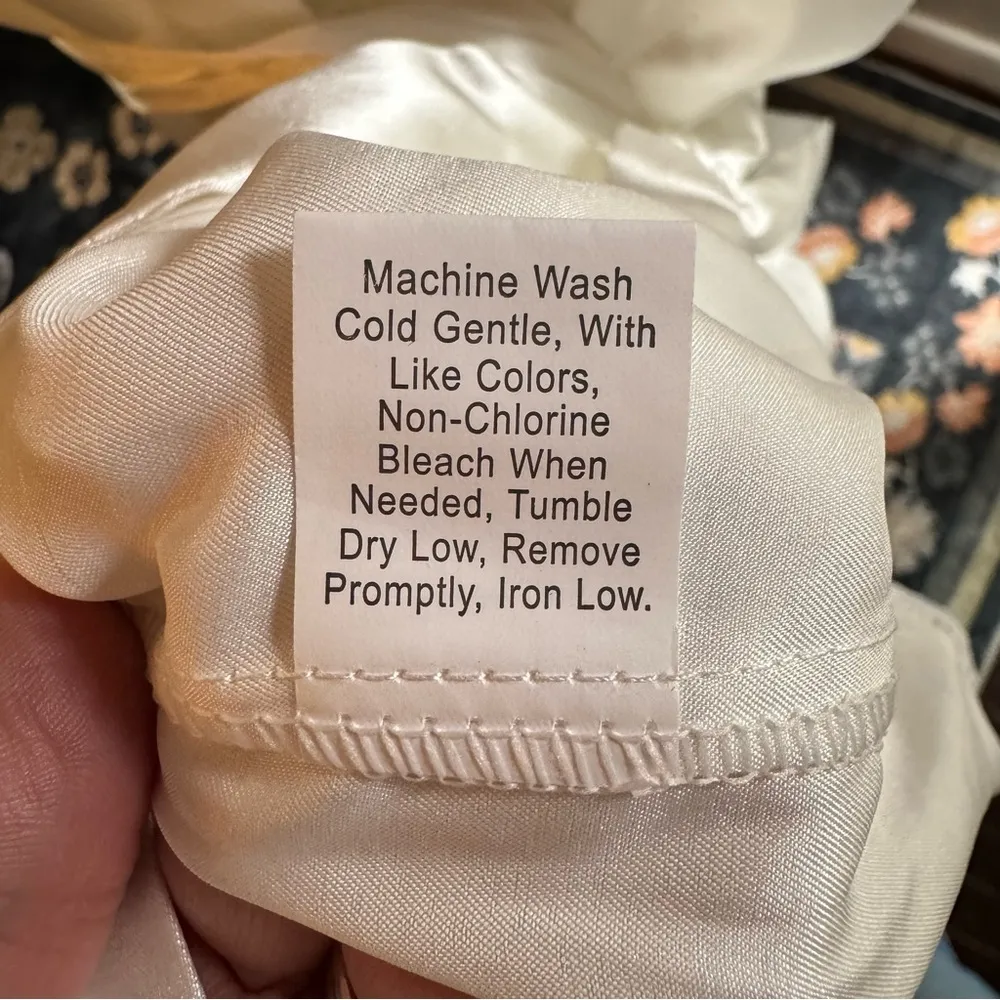 Machine Wash
Cold Gentle, With
Like Colors,
Non-Chlorine
Bleach When
Needed, Tumble
Dry Low, Remove
Promptly, Iron Low.